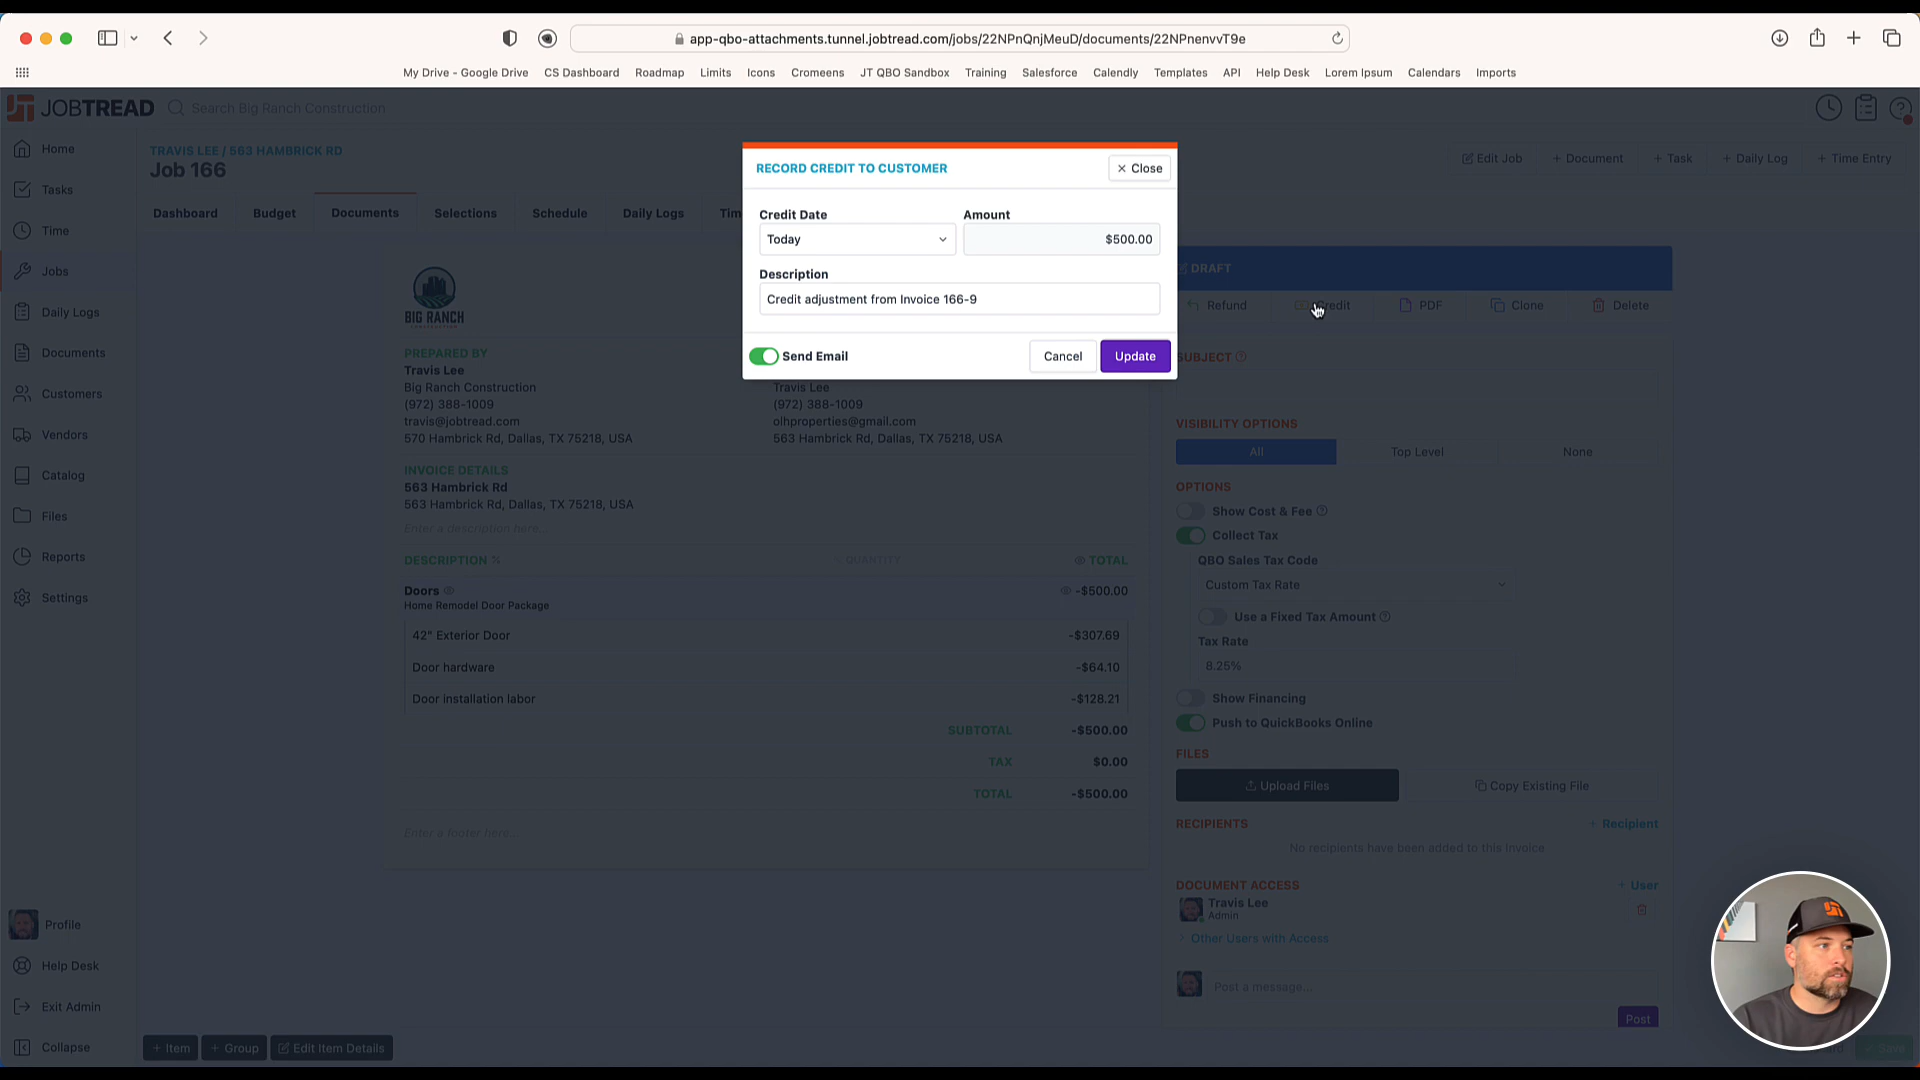 app-qbo-attachments.tunnel.jobtread.com/jobs/22NPnQnjMeuD/documents/22NPnenvvT9e
My Drive - Google Drive
CS Dashboard
Roadmap
Limits
Icons
Cromeens
JT QBO Sandbox
Training
Salesforce
Calendly
Templates
API
Help Desk
Lorem Ipsum
Calendars
Imports
JOBTREAD
Search Big Ranch Construction
Home
Tasks
Time
Jobs
Daily Logs
Documents
Customers
Vendors
Catalog
Files
Reports
Settings
Profile
Help Desk
Exit Admin
Collapse
TRAVIS LEE / 563 HAMBRICK RD
Job 166
Edit Job
+ Document
+ Task
+ Daily Log
+ Time Entry
Dashboard
Budget
Documents
Selections
Schedule
Daily Logs
RECORD CREDIT TO CUSTOMER
× Close
Credit Date
Amount
Today
$500.00
Description
Credit adjustment from Invoice 166-9
Send Email
Cancel
Update
BIG RANCH
CONSTRUCTION
PREPARED BY
Travis Lee
Big Ranch Construction
(972) 388-1009
travis@jobtread.com
570 Hambrick Rd, Dallas, TX 75218, USA
Travis Lee
(972) 388-1009
olhproperties@gmail.com
563 Hambrick Rd, Dallas, TX 75218, USA
INVOICE DETAILS
563 Hambrick Rd
563 Hambrick Rd, Dallas, TX 75218, USA
Enter a description here...
DESCRIPTION
QUANTITY
TOTAL
Doors
-$500.00
Home Remodel Door Package
42" Exterior Door
-$307.69
Door hardware
-$64.10
Door installation labor
-$128.21
SUBTOTAL
-$500.00
TAX
$0.00
TOTAL
-$500.00
Enter a footer here...
+ Item
+ Group
Edit Item Details
DRAFT
Refund
Credit
PDF
Clone
Delete
SUBJECT
VISIBILITY OPTIONS
All
Top Level
None
OPTIONS
Show Cost & Fee
Collect Tax
QBO Sales Tax Code
Custom Tax Rate
Use a Fixed Tax Amount
Tax Rate
8.25%
Show Financing
Push to QuickBooks Online
FILES
Upload Files
Copy Existing File
RECIPIENTS
+ Recipient
No recipients have been added to this invoice
DOCUMENT ACCESS
+ User
Travis Lee
Admin
Other Users with Access
Post a message...
Post
Save